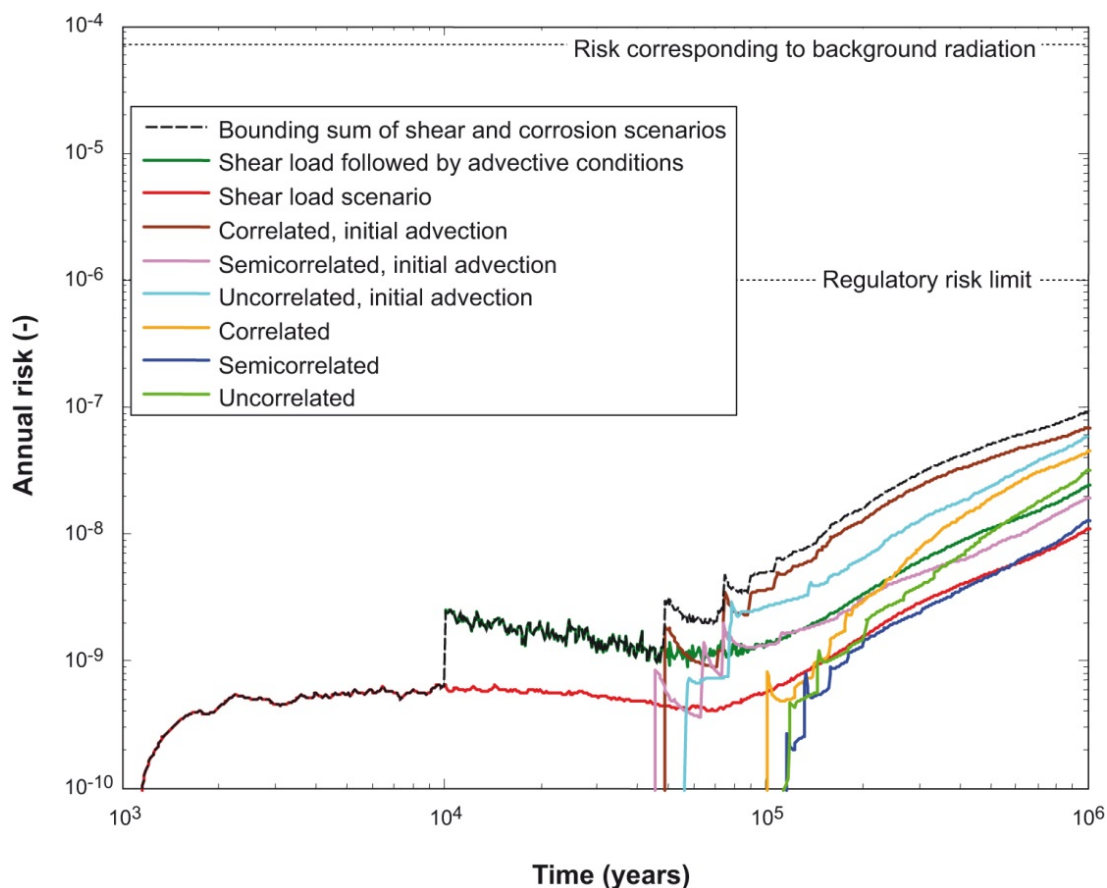 10⁻⁴
Risk corresponding to background radiation
Bounding sum of shear and corrosion scenarios
10⁻⁵
Shear load followed by advective conditions
Shear load scenario
Correlated, initial advection
Semicorrelated, initial advection
10⁻⁶
Regulatory risk limit
Uncorrelated, initial advection
Correlated
Semicorrelated
Uncorrelated
10⁻⁷
10⁻⁸
10⁻⁹
10⁻¹⁰
Annual risk (-)
10³
10⁴
10⁵
10⁶
Time (years)